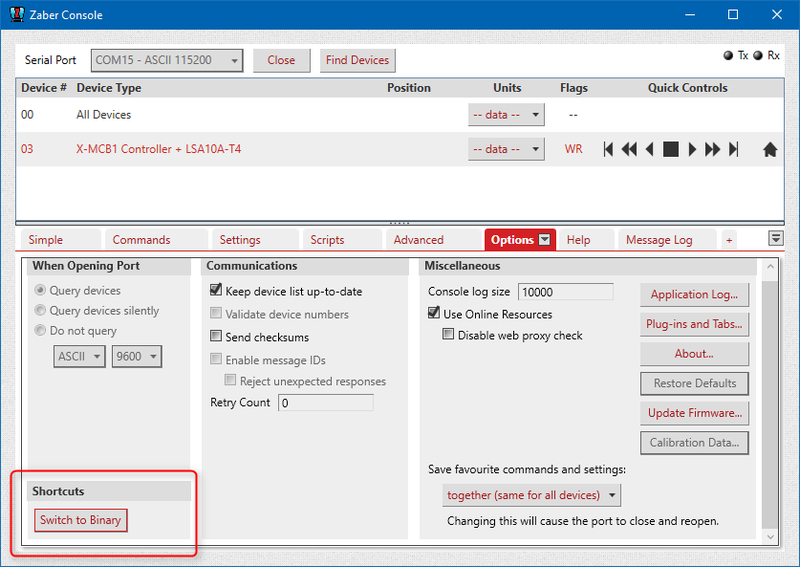 Zaber Console
Serial Port COM15 - ASCII 115200 Close Find Devices Tx Rx
Device # Device Type Position Units Flags Quick Controls
00 All Devices -- data -- --
03 X-MCB1 Controller + LSA10A-T4 -- data -- WR
Simple Commands Settings Scripts Advanced Options Help Message Log +
When Opening Port
Query devices
Query devices silently
Do not query
ASCII 9600
Shortcuts
Switch to Binary
Communications
Keep device list up-to-date
Validate device numbers
Send checksums
Enable message IDs
Reject unexpected responses
Retry Count 0
Miscellaneous
Console log size 10000
Use Online Resources
Disable web proxy check
Application Log...
Plug-ins and Tabs...
About...
Restore Defaults
Update Firmware...
Calibration Data...
Save favourite commands and settings:
together (same for all devices)
Changing this will cause the port to close and reopen.